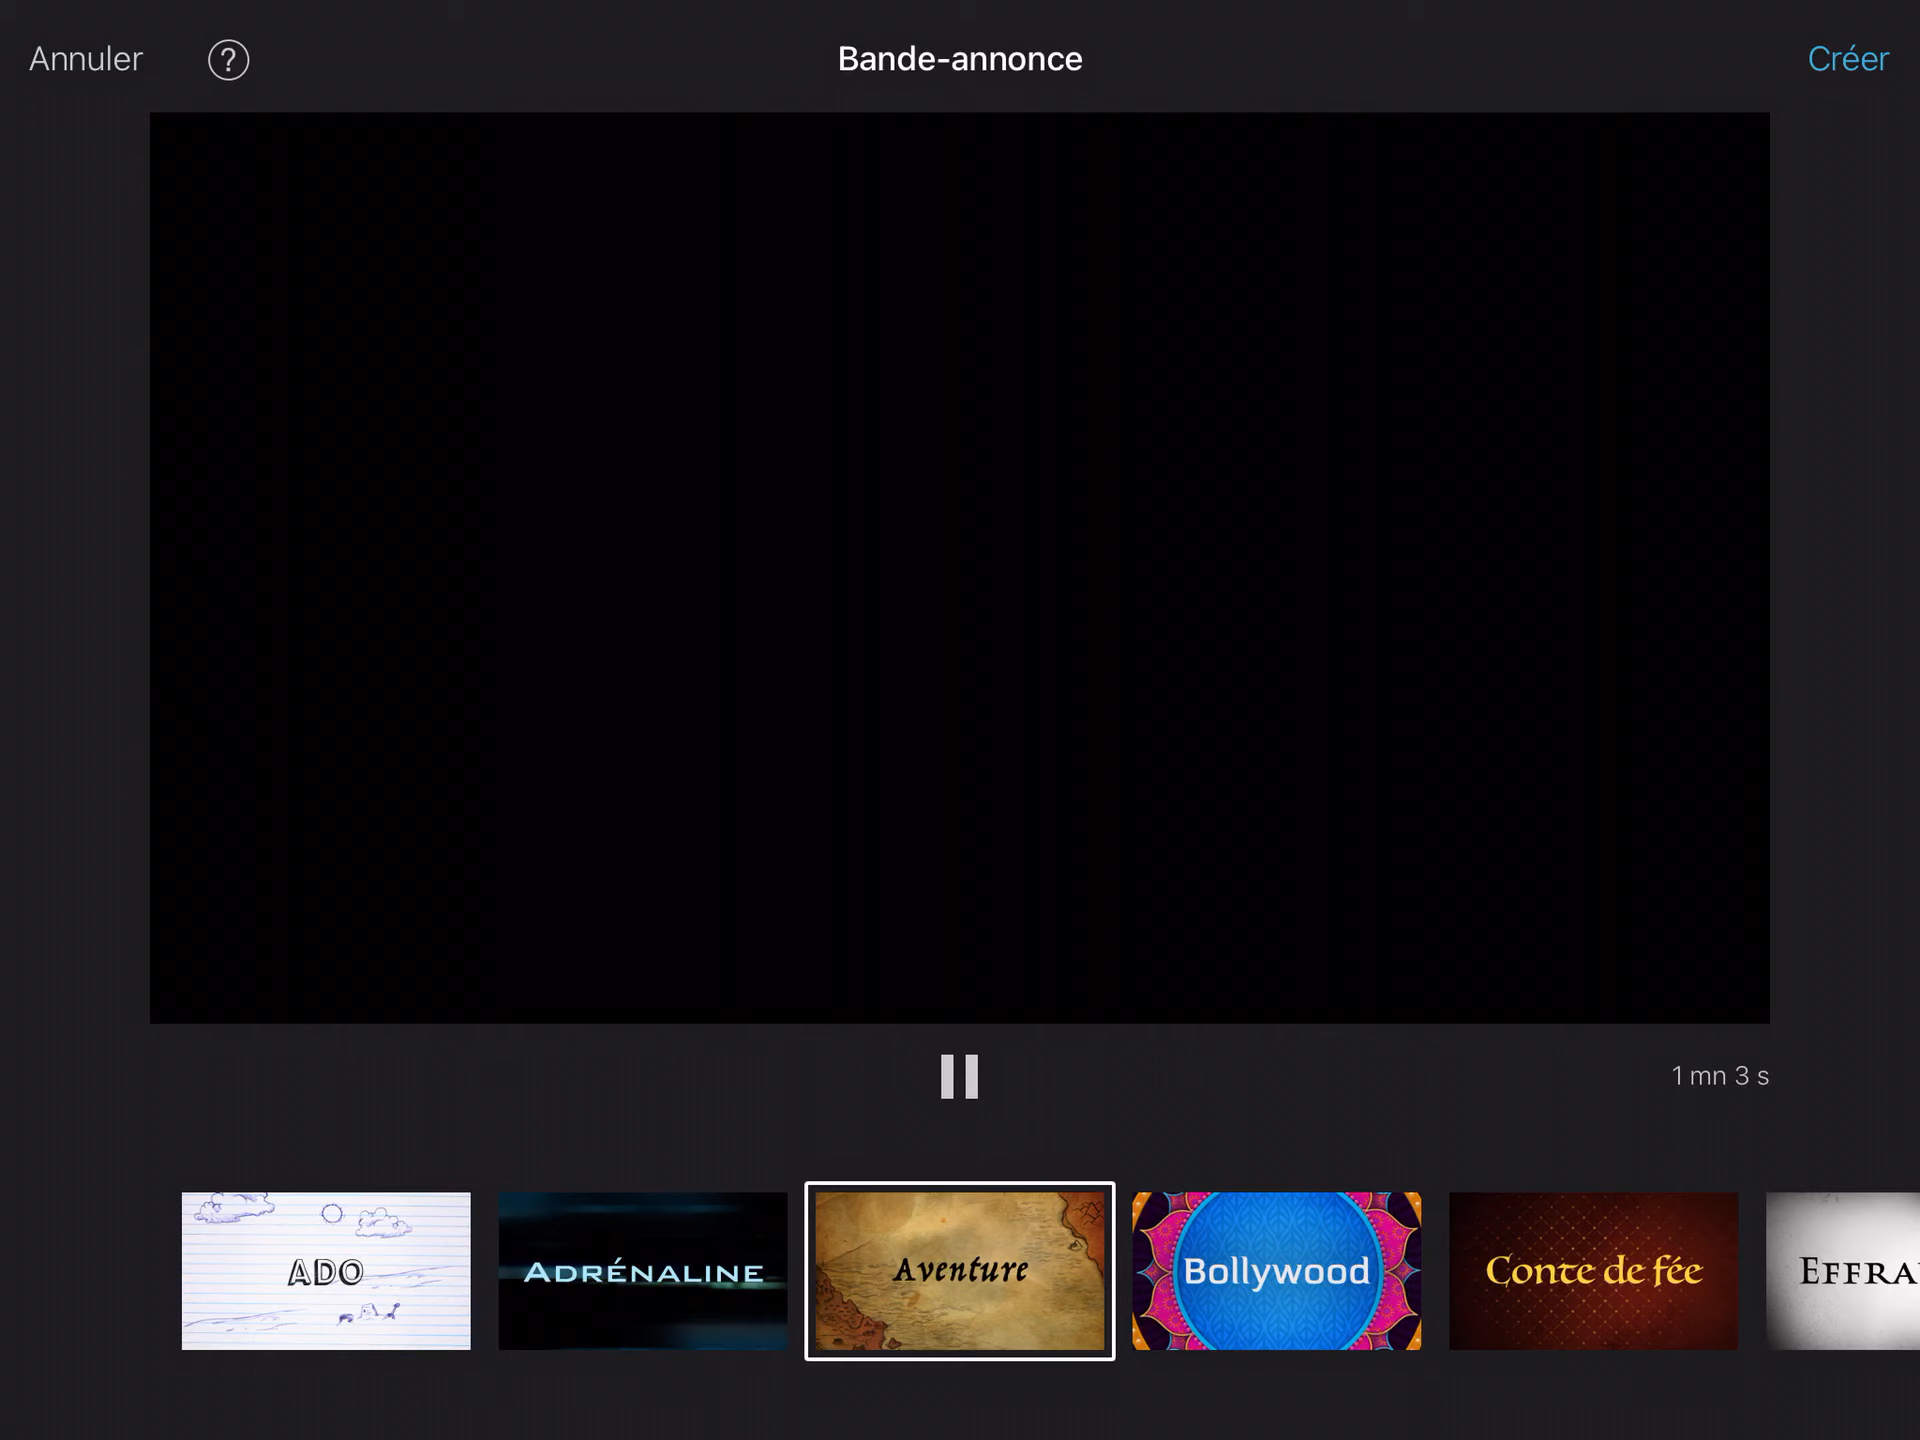 Annuler
?
Bande-annonce
Créer
1 mn 3 s
ADO
ADRÉNALINE
Aventure
Bollywood
Conte de fée